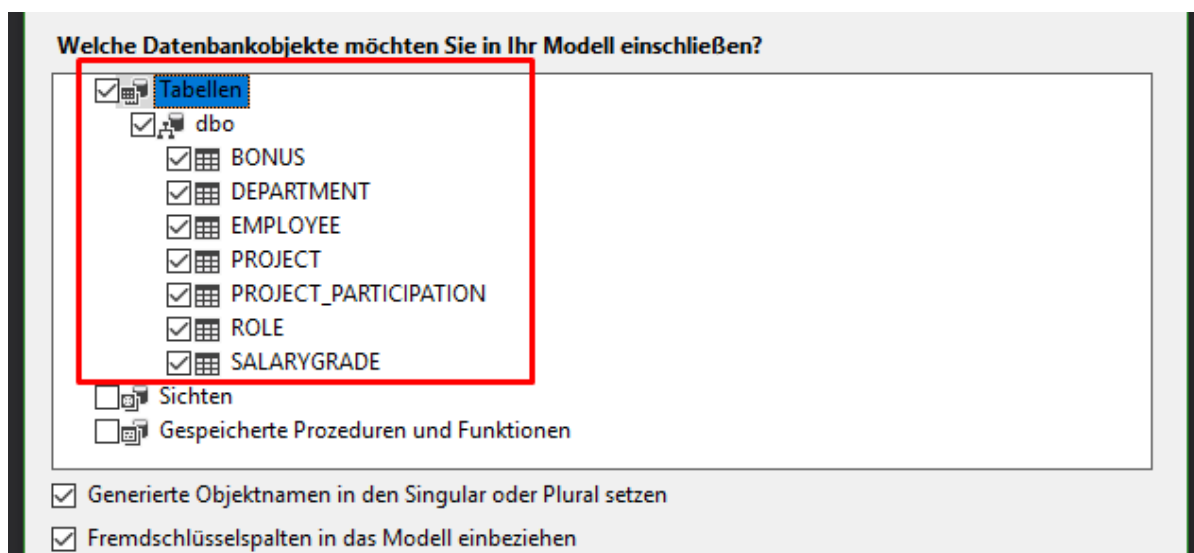 Welche Datenbankobjekte möchten Sie in Ihr Modell einschließen?
Tabellen
dbo
BONUS
DEPARTMENT
EMPLOYEE
PROJECT
PROJECT_PARTICIPATION
ROLE
SALARYGRADE
Sichten
Gespeicherte Prozeduren und Funktionen
Generierte Objektnamen in den Singular oder Plural setzen
Fremdschlüsselspalten in das Modell einbeziehen